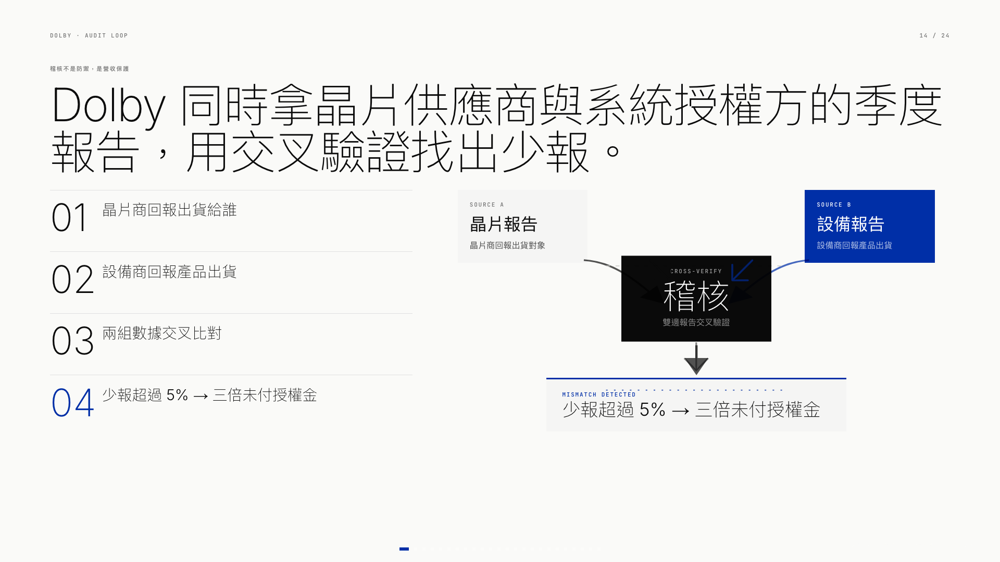 DOLBY · AUDIT LOOP
14 / 24
稽核不是防禦，是營收保護
Dolby 同時拿晶片供應商與系統授權方的季度
報告，用交叉驗證找出少報。
01 晶片商回報出貨給誰
02 設備商回報產品出貨
03 兩組數據交叉比對
04 少報超過 5% → 三倍未付授權金
SOURCE A
晶片報告
晶片商回報出貨對象
SOURCE B
設備報告
設備商回報產品出貨
CROSS-VERIFY
稽核
雙邊報告交叉驗證
MISMATCH DETECTED
少報超過 5% → 三倍未付授權金